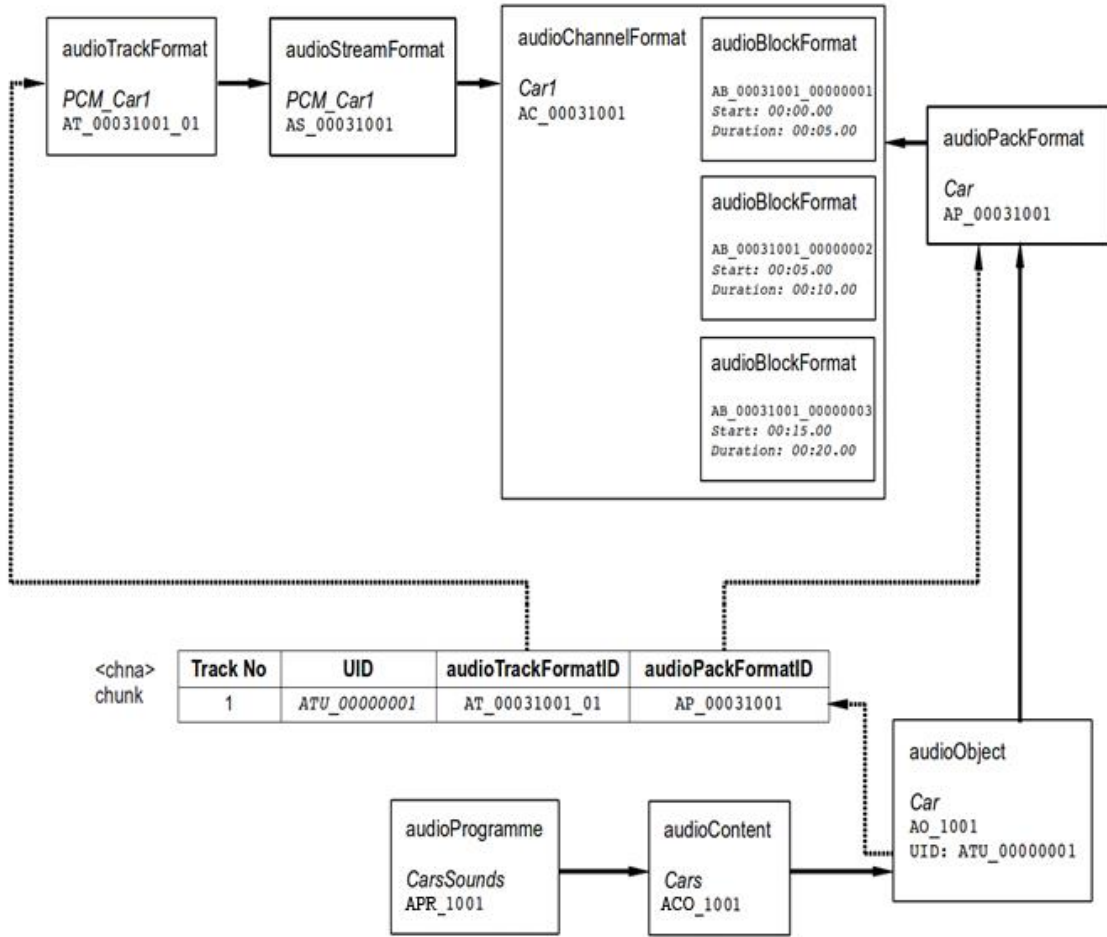 audioTrackFormat
PCM_Car1
AT_00031001_01
audioStreamFormat
PCM_Car1
AS_00031001
audioChannelFormat
Car1
AC_00031001
audioBlockFormat
AB_00031001_00000001
Start: 00:00.00
Duration: 00:05.00
audioBlockFormat
AB_00031001_00000002
Start: 00:05.00
Duration: 00:10.00
audioBlockFormat
AB_00031001_00000003
Start: 00:15.00
Duration: 00:20.00
audioPackFormat
Car
AP_00031001
<chna>
chunk
Track No UID audioTrackFormatID audioPackFormatID
1 ATU_00000001 AT_00031001_01 AP_00031001
audioProgramme
CarsSounds
APR_1001
audioContent
Cars
ACO_1001
audioObject
Car
AO_1001
UID: ATU_00000001